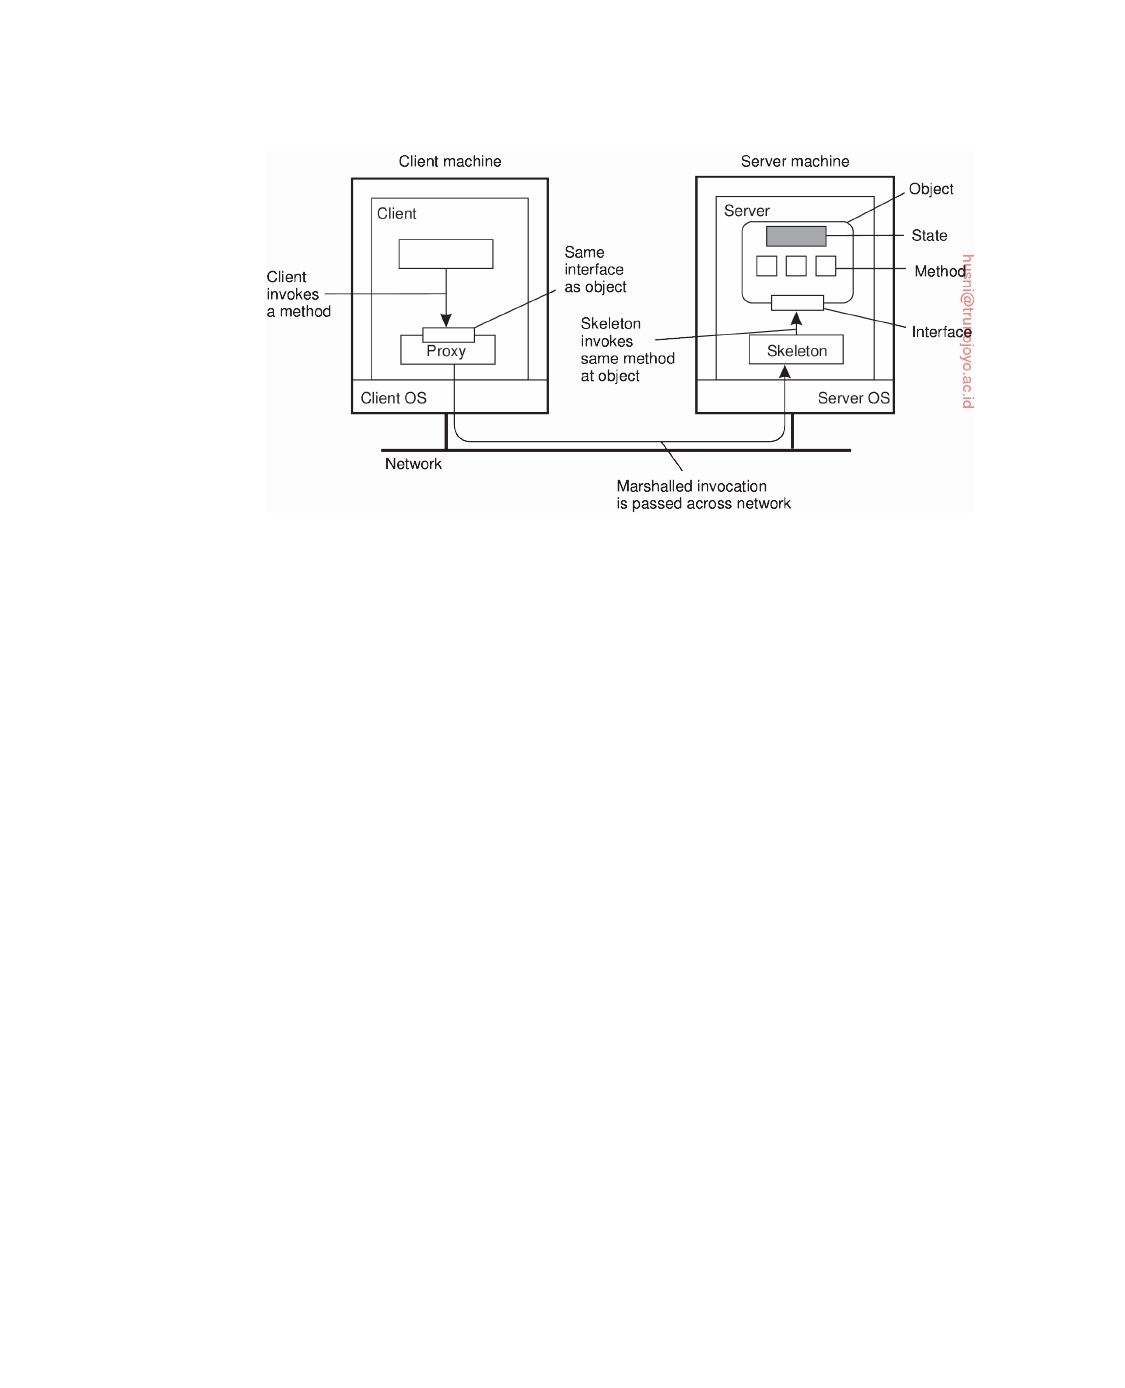 Client machine
Server machine
Object
Client
Server
State
Same
interface
as object
Client
invokes
a method
Method
Skeleton
invokes
same method
at object
Interface
Proxy
Skeleton
Client OS
Server OS
Network
Marshalled invocation
is passed across network